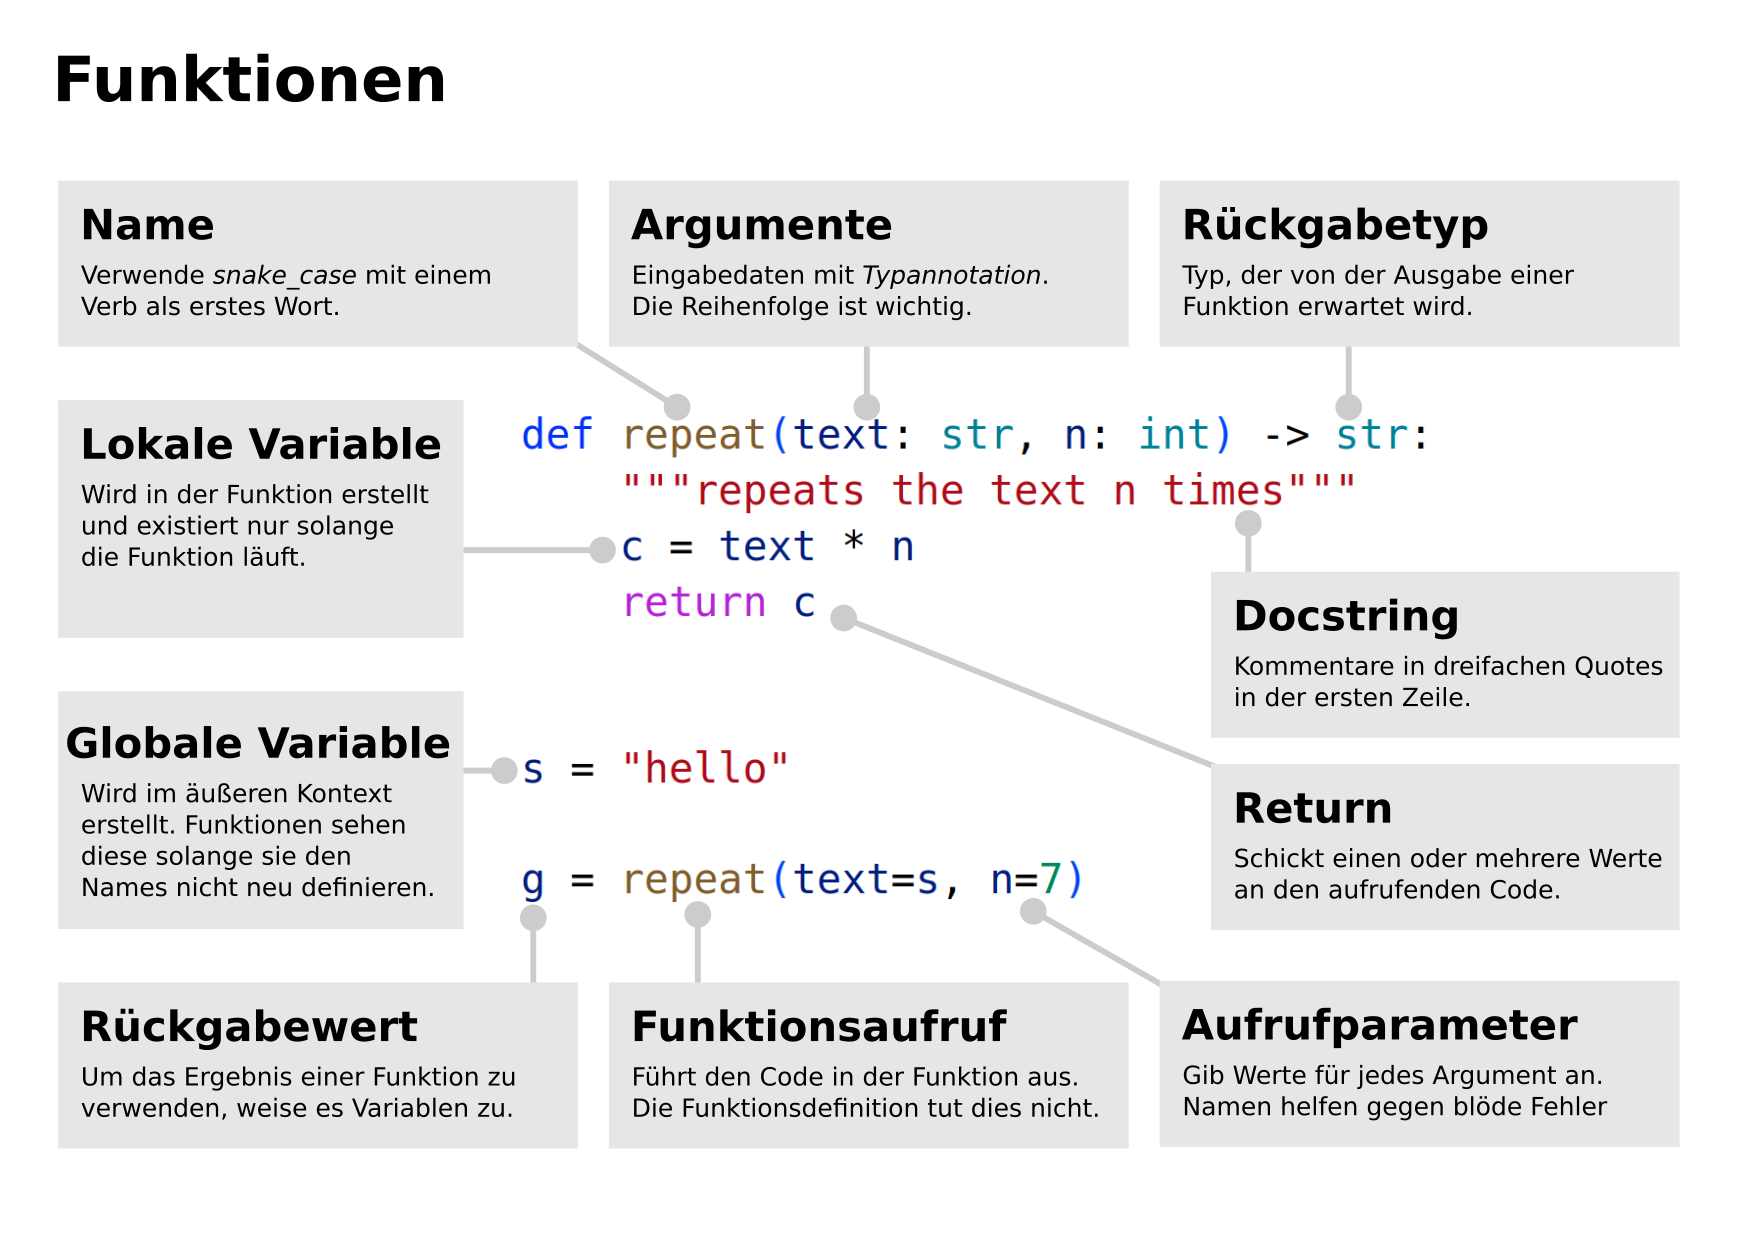 Funktionen
Name
Verwende snake_case mit einem
Verb als erstes Wort.
Argumente
Eingabedaten mit Typannotation.
Die Reihenfolge ist wichtig.
Rückgabetyp
Typ, der von der Ausgabe einer
Funktion erwartet wird.
Lokale Variable
Wird in der Funktion erstellt
und existiert nur solange
die Funktion läuft.
def repeat(text: str, n: int) -> str:
"""repeats the text n times"""
c = text * n
return c
Docstring
Kommentare in dreifachen Quotes
in der ersten Zeile.
Globale Variable
Wird im äußeren Kontext
erstellt. Funktionen sehen
diese solange sie den
Names nicht neu definieren.
s = "hello"
g = repeat(text=s, n=7)
Return
Schickt einen oder mehrere Werte
an den aufrufenden Code.
Rückgabewert
Um das Ergebnis einer Funktion zu
verwenden, weise es Variablen zu.
Funktionsaufruf
Führt den Code in der Funktion aus.
Die Funktionsdefinition tut dies nicht.
Aufrufparameter
Gib Werte für jedes Argument an.
Namen helfen gegen blöde Fehler